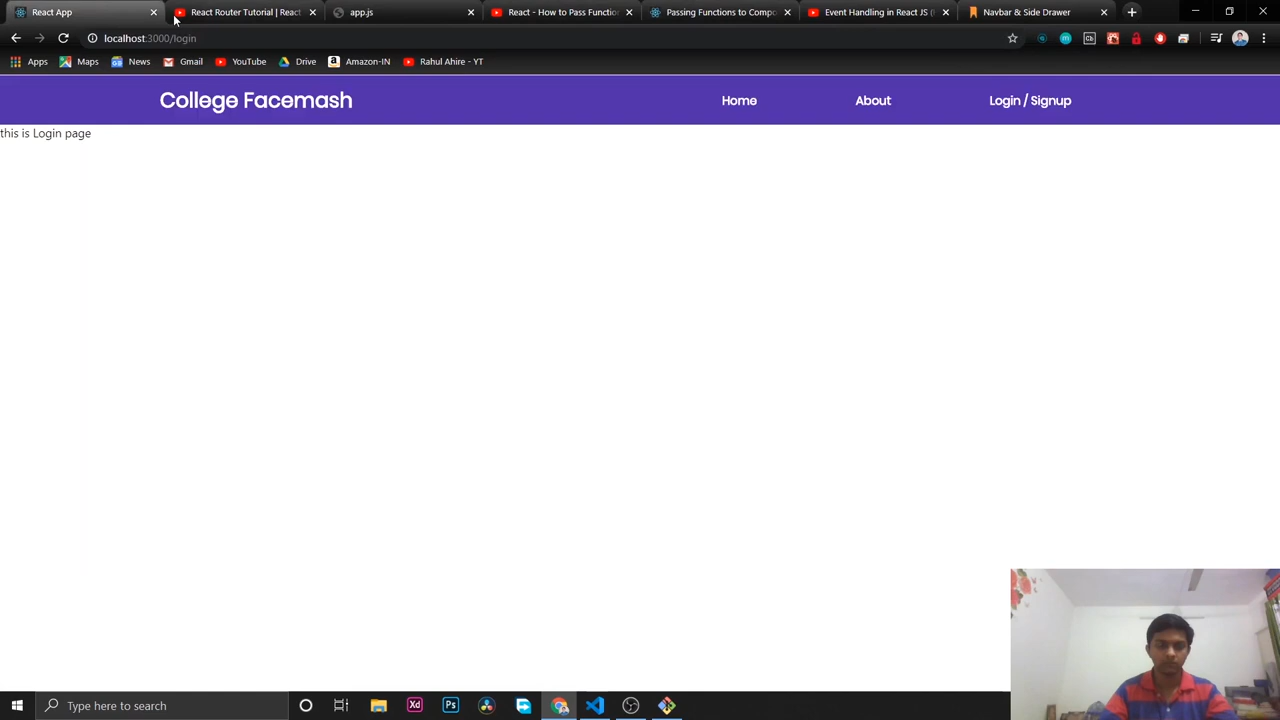 React App
React Router Tutorial | React
app.js
React - How to Pass Functio
Passing Functions to Compo
Event Handling in React JS (
Navbar & Side Drawer
localhost:3000/login
Apps
Maps
News
Gmail
YouTube
Drive
Amazon-IN
Rahul Ahire - YT
College Facemash
Home
About
Login / Signup
this is Login page
Type here to search